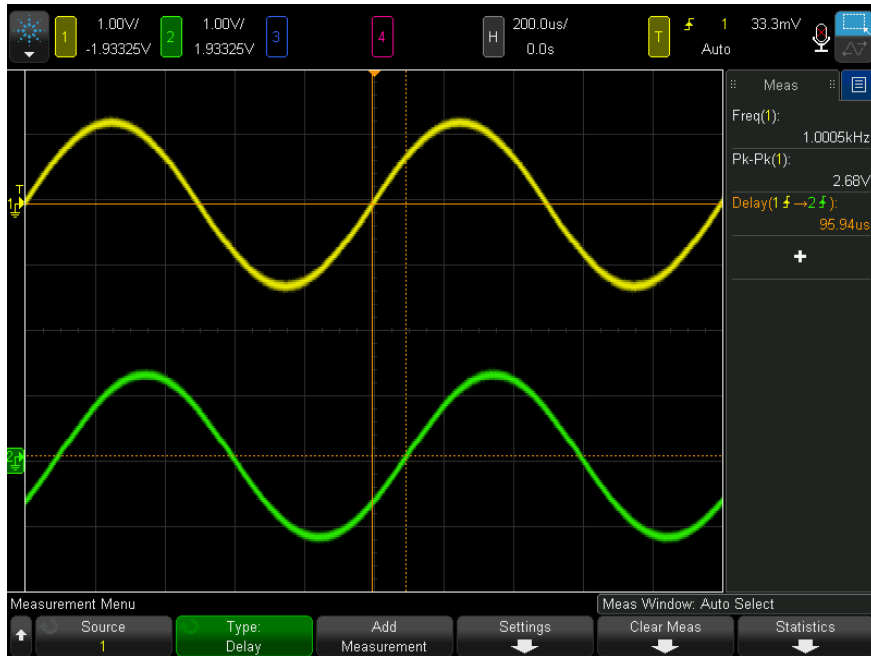 1 1.00V/ 2 1.00V/ 3 4 H 200.0us/ T 1 33.3mV
-1.93325V 1.93325V 0.0s Auto
Meas
Freq(1):
1.0005kHz
Pk-Pk(1):
2.68V
Delay(1→2):
95.94us
+
T
1
2
Measurement Menu
Meas Window: Auto Select
Source Type: Add Settings Clear Meas Statistics
1 Delay Measurement